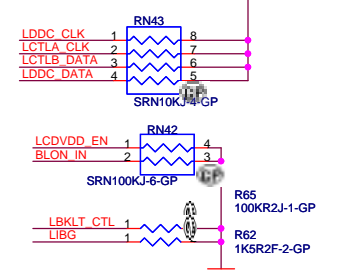 RN43
LDDC_CLK 1 8
LCTLA_CLK 2 7
LCTLB_DATA 3 6
LDDC_DATA 4 5
SRN10KJ-4-GP
RN42
LCDVDD_EN 1 4
BLON_IN 2 3
SRN100KJ-6-GP
GP
R65
100KR2J-1-GP
LBKLT_CTL 1
LIBG 1
R62
1K5R2F-2-GP